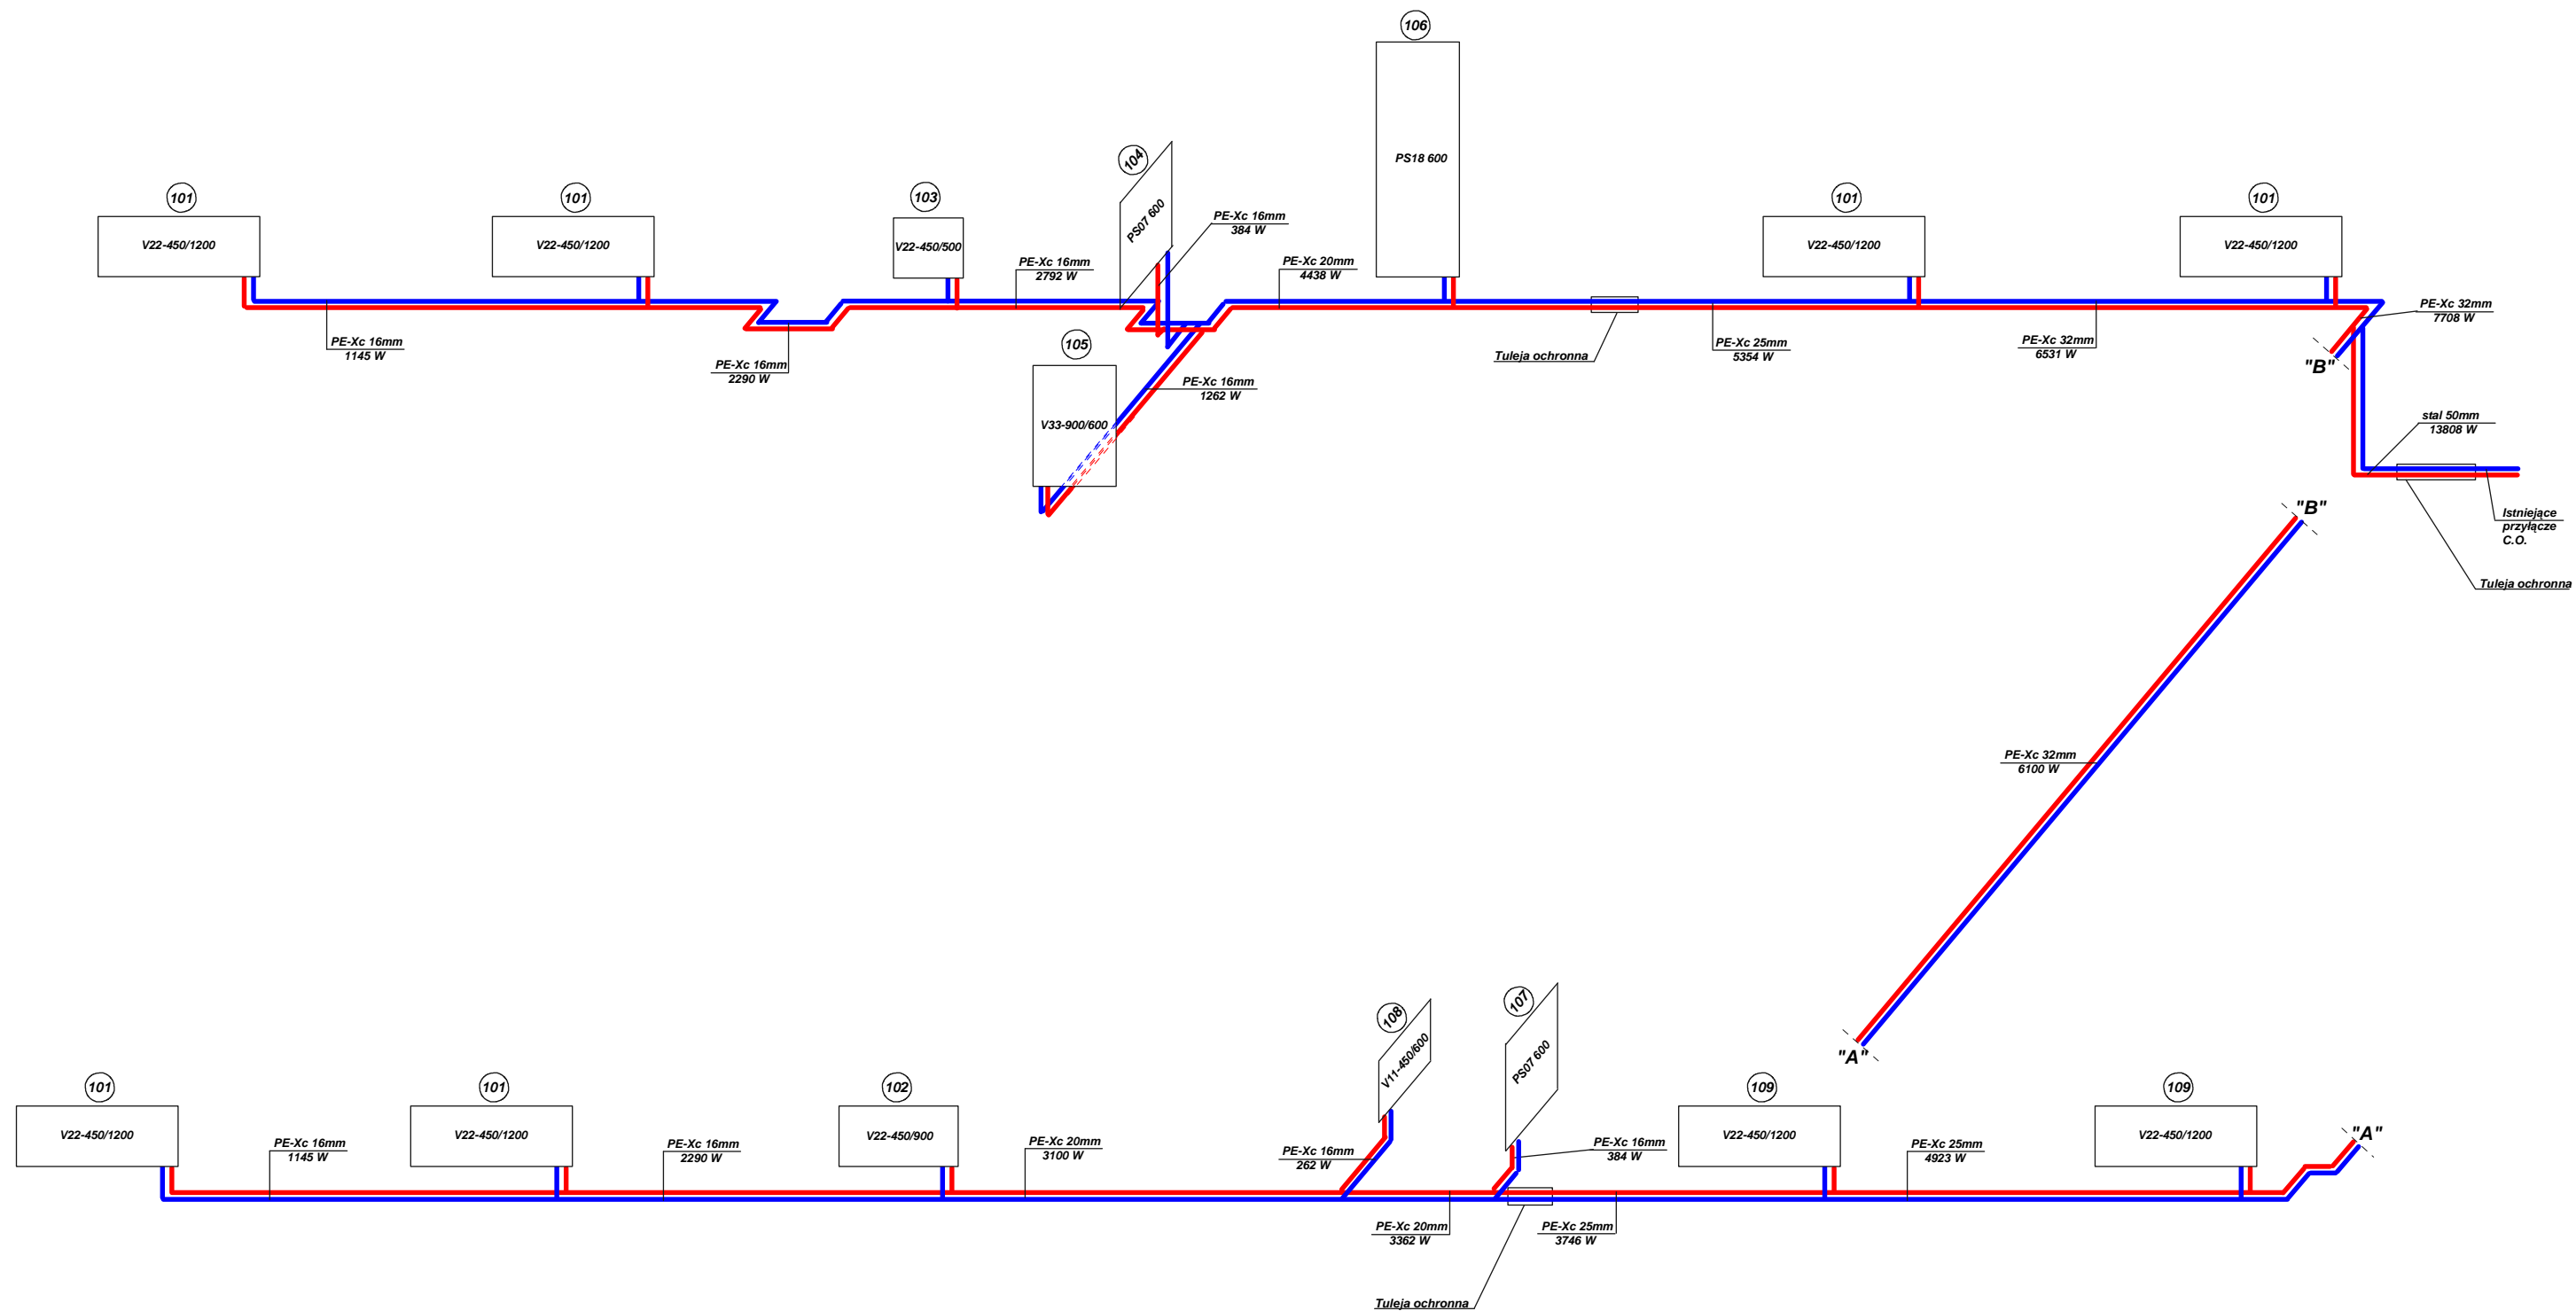 106
PS18 600
104
PS07 600
101
V22-450/1200
101
V22-450/1200
103
V22-450/500
101
V22-450/1200
101
V22-450/1200
PE-Xc 16mm
384 W
PE-Xc 16mm
2792 W
PE-Xc 20mm
4438 W
PE-Xc 32mm
7708 W
PE-Xc 16mm
1145 W
PE-Xc 16mm
2290 W
105
V33-900/600
PE-Xc 16mm
1262 W
Tuleja ochronna
PE-Xc 25mm
5354 W
PE-Xc 32mm
6531 W
"B"
stal 50mm
13808 W
"B"
Istniejące
przyłącze
C.O.
Tuleja ochronna
PE-Xc 32mm
6100 W
"A"
108
V11-450/600
107
PS07 600
101
V22-450/1200
101
V22-450/1200
102
V22-450/900
109
V22-450/1200
109
V22-450/1200
"A"
PE-Xc 16mm
1145 W
PE-Xc 16mm
2290 W
PE-Xc 20mm
3100 W
PE-Xc 16mm
262 W
PE-Xc 16mm
384 W
PE-Xc 25mm
4923 W
PE-Xc 20mm
3362 W
PE-Xc 25mm
3746 W
Tuleja ochronna